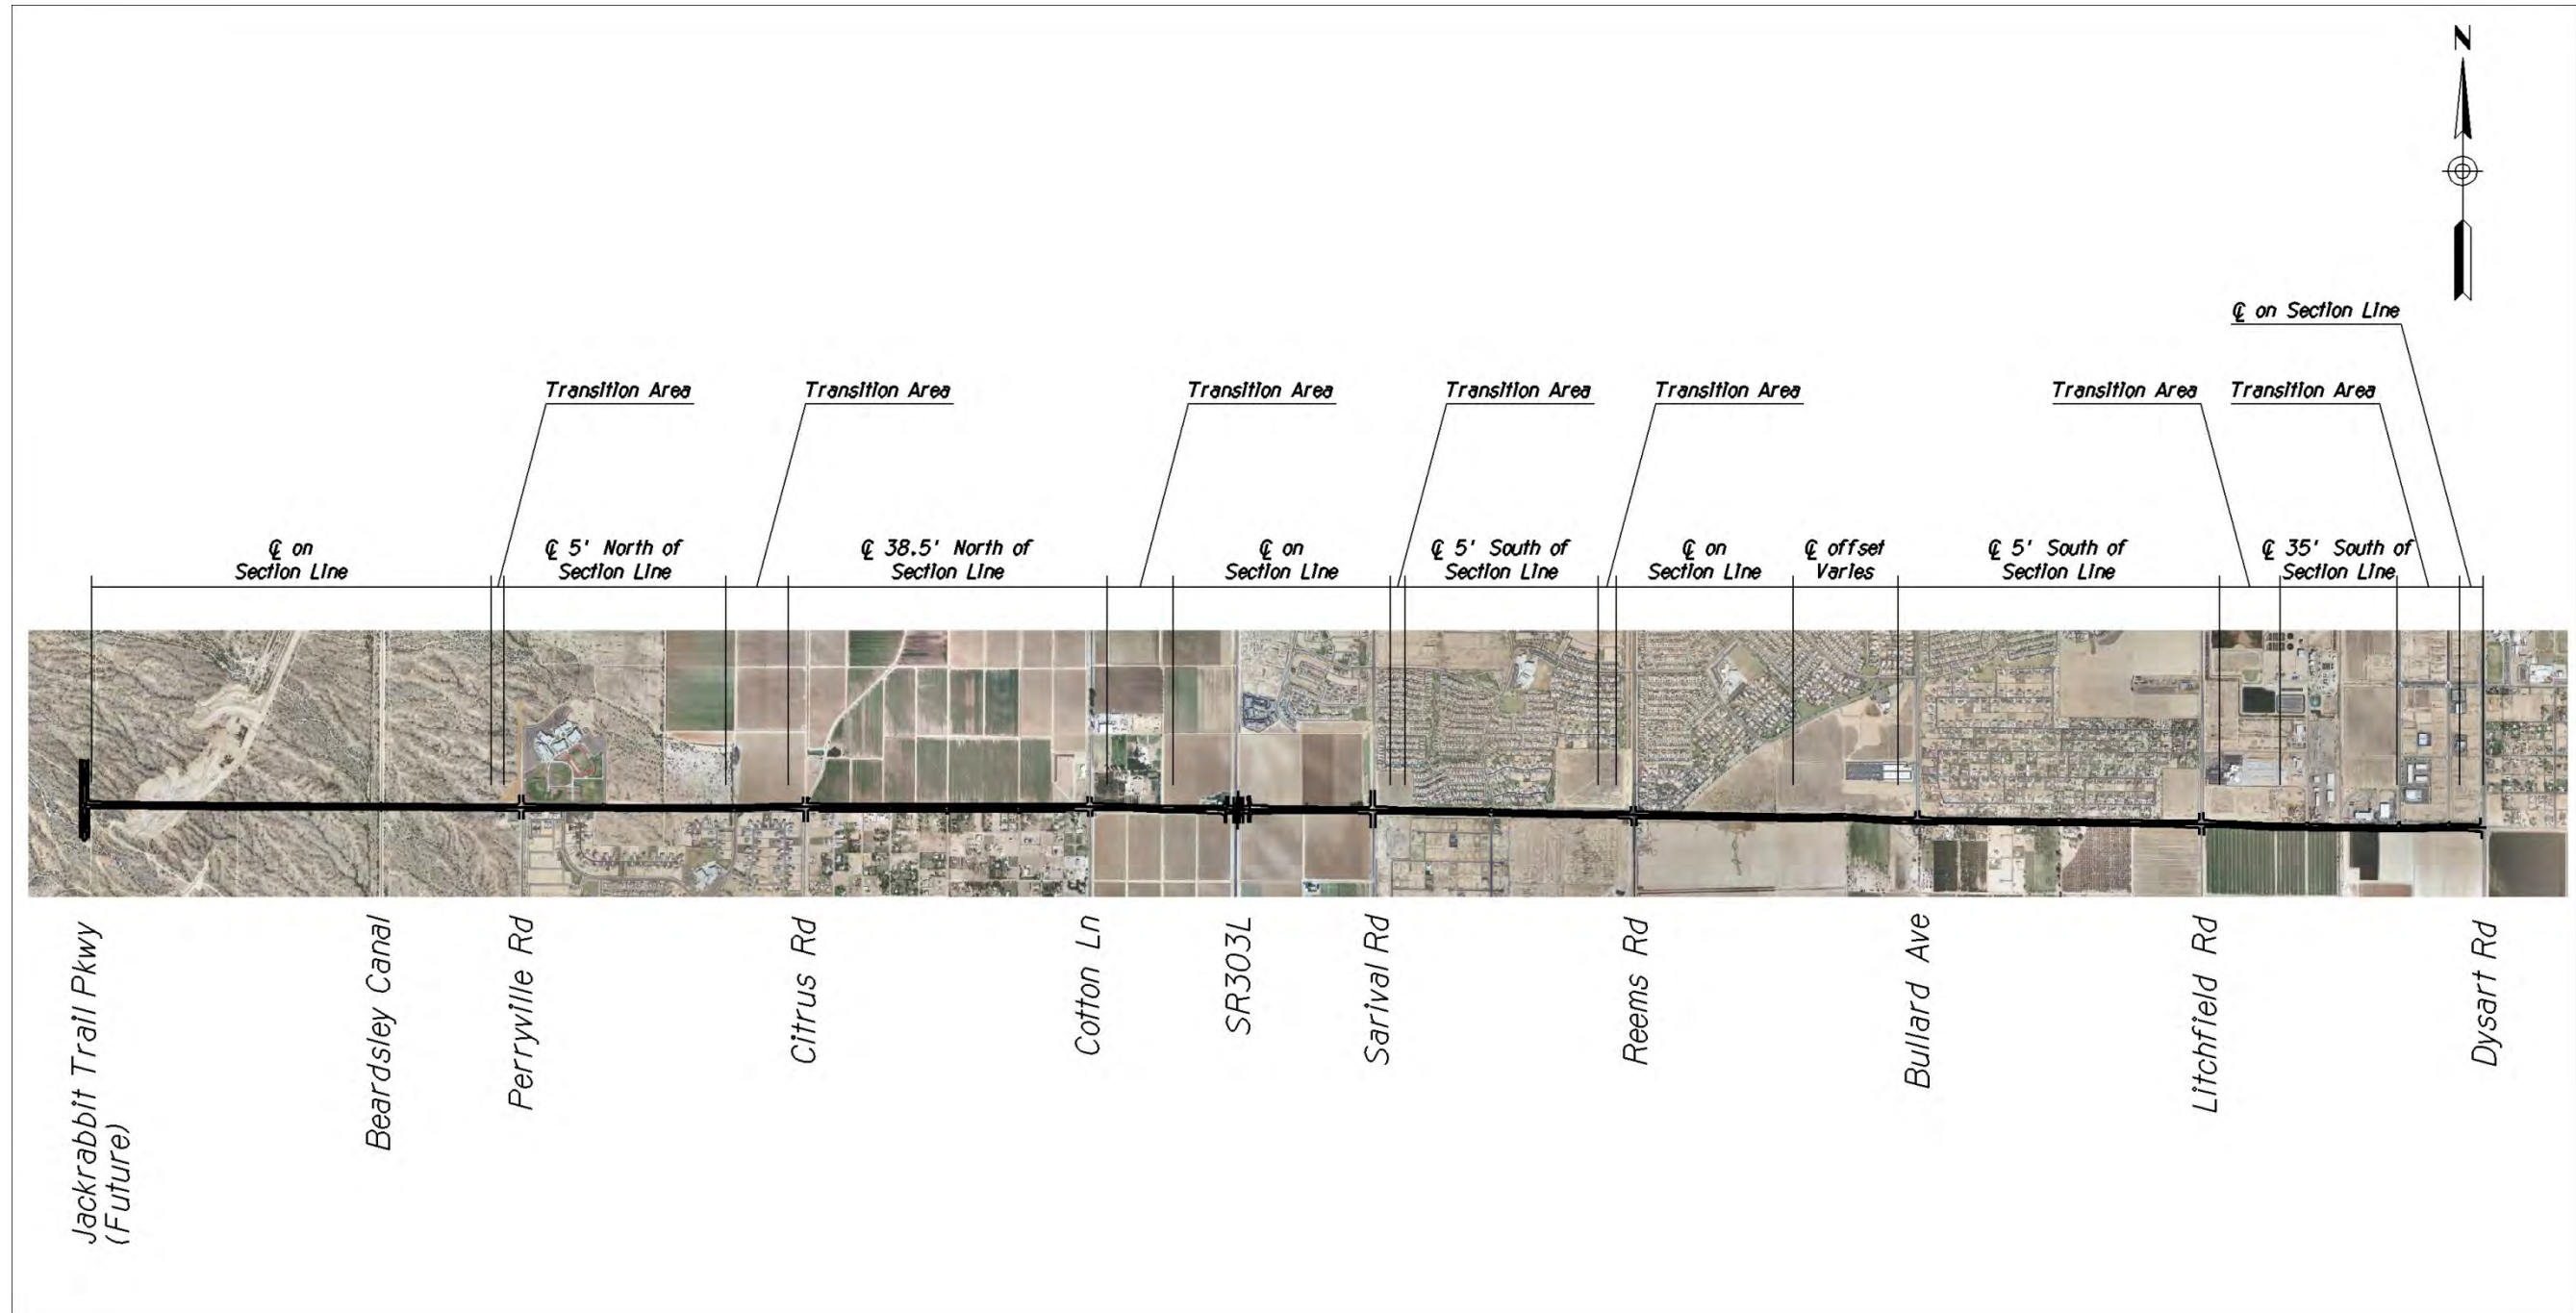 N
℄ on Section Line
Transition Area
Transition Area
Transition Area
Transition Area
Transition Area
Transition Area
Transition Area
℄ on
Section Line
℄ 5' North of
Section Line
℄ 38.5' North of
Section Line
℄ on
Section Line
℄ 5' South of
Section Line
℄ on
Section Line
℄ offset
Varies
℄ 5' South of
Section Line
℄ 35' South of
Section Line
Jackrabbit Trail Pkwy
(Future)
Beardsley Canal
Perryville Rd
Citrus Rd
Cotton Ln
SR303L
Sarival Rd
Reems Rd
Bullard Ave
Litchfield Rd
Dysart Rd